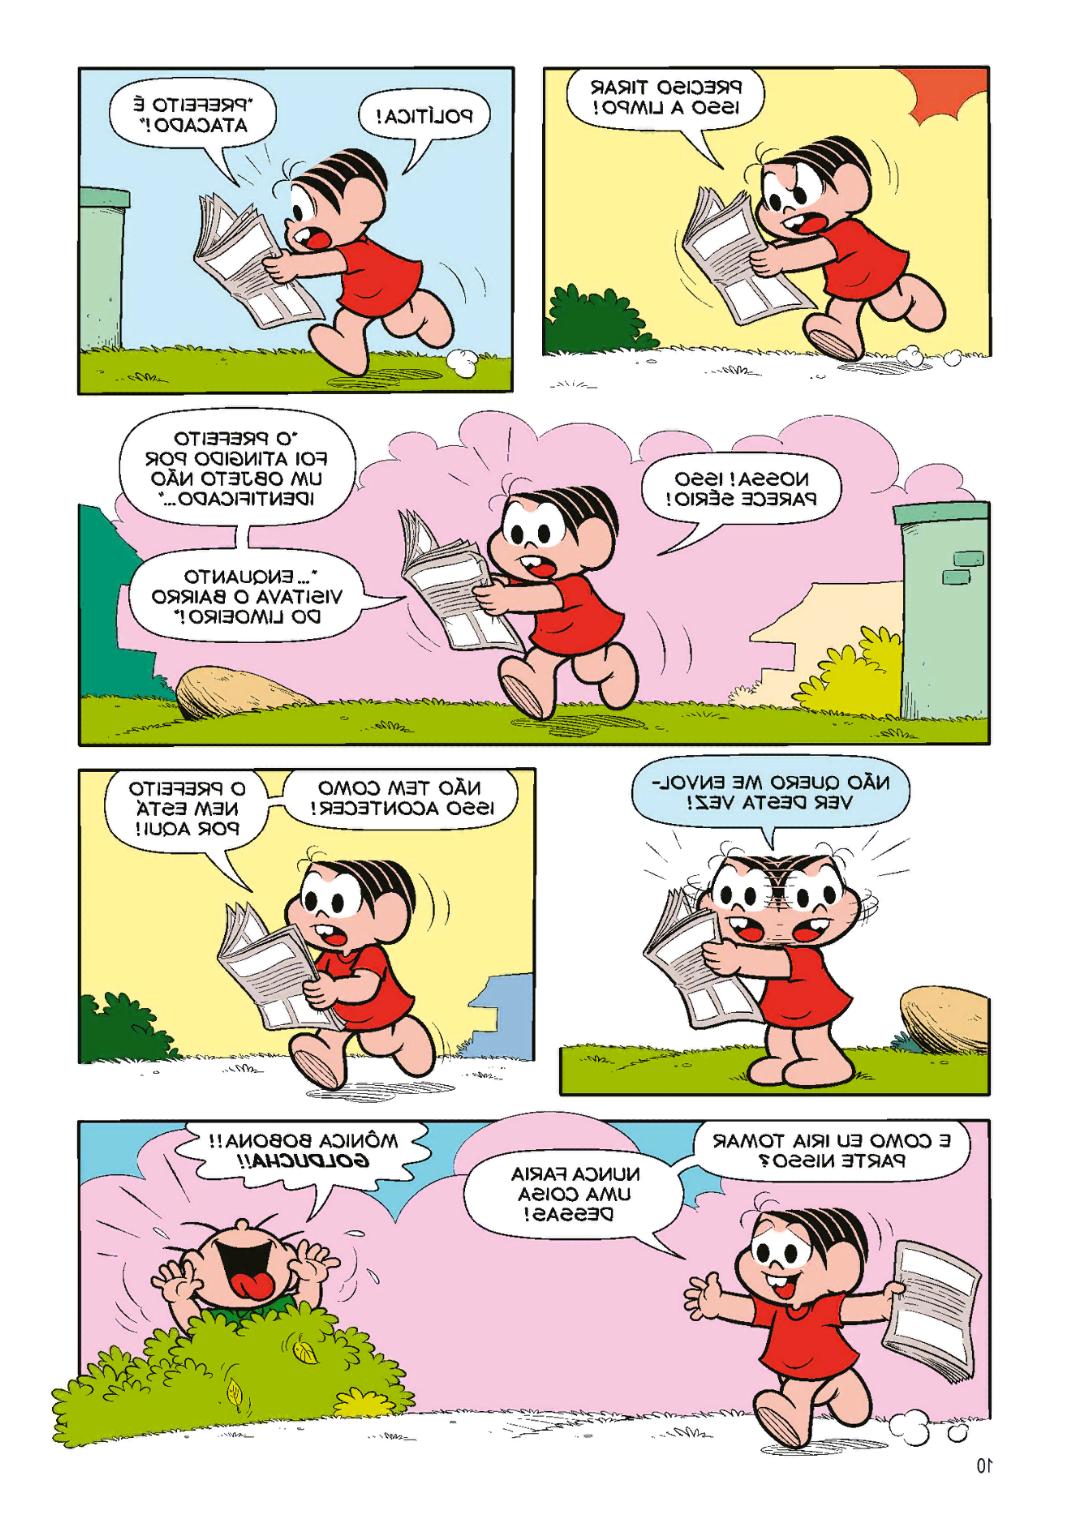 PRECISO TIRAR
ISSO A LIMPO!
POLÍTICA!
"PREFEITO É
ATACADO"!
NOSSA! ISSO
PARECE SÉRIO!
"O PREFEITO
FOI ATINGIDO POR
UM OBJETO NÃO
IDENTIFICADO...
"...ENQUANTO
VISITAVA O BAIRRO
DO LIMOEIRO"!
NÃO QUERO ME ENVOL-
VER DESTA VEZ!
NÃO TEM COMO
ISSO ACONTECER!
O PREFEITO
NEM ESTÁ
POR AQUI!
E COMO EU IRIA TOMAR
PARTE NISSO?
NUNCA FARIA
UMA COISA
DESSAS!
MÔNICA BOBONA!!
GOLDUCHA!!
10